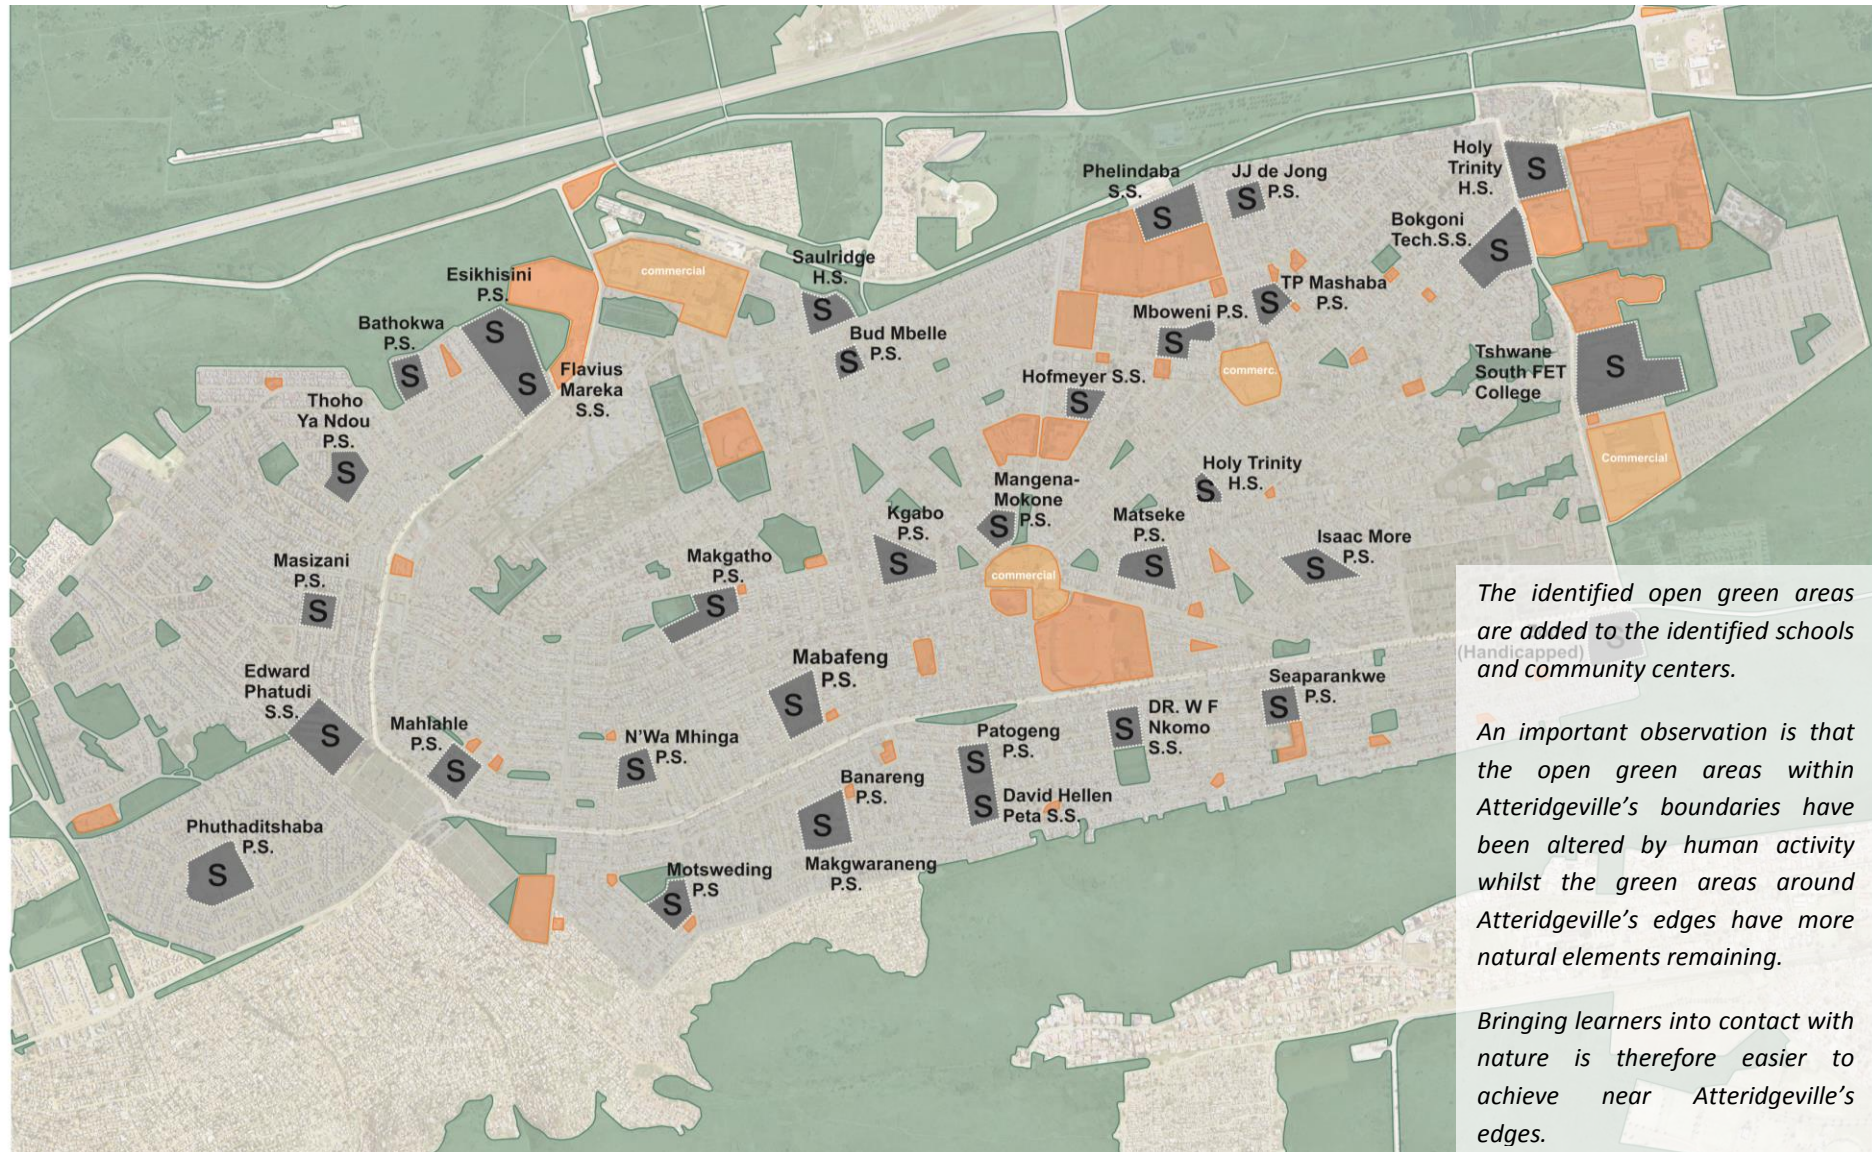 Holy
Trinity
H.S.
S
Phelindaba
S.S.
S
JJ de Jong
P.S.
S
Bokgoni
Tech.S.S.
S
Saulridge
H.S.
S
commercial
Esikhisini
P.S.
S
TP Mashaba
P.S.
S
Mboweni P.S.
S
Bathokwa
P.S.
S
Bud Mbelle
P.S.
S
Flavius
Mareka
S.S.
S
Hofmeyer S.S.
S
commerc.
Tshwane
South FET
College
S
Thoho
Ya Ndou
P.S.
S
Commercial
Holy Trinity
H.S.
S
Mangena-
Mokone
P.S.
S
Kgabo
P.S.
S
Matseke
P.S.
S
Isaac More
P.S.
S
Makgatho
P.S.
S
commercial
Masizani
P.S.
S
S
(Handicapped)
Mabafeng
P.S.
S
Edward
Phatudi
S.S.
S
Seaparankwe
P.S.
S
DR. W F
Nkomo
S.S.
S
Mahlahle
P.S.
S
N'Wa Mhinga
P.S.
S
Patogeng
P.S.
S
Banareng
P.S.
S
David Hellen
Peta S.S.
S
Phuthaditshaba
P.S.
S
Makgwaraneng
P.S.
Motsweding
P.S
S
The identified open green areas
are added to the identified schools
and community centers.
An important observation is that
the open green areas within
Atteridgeville's boundaries have
been altered by human activity
whilst the green areas around
Atteridgeville's edges have more
natural elements remaining.
Bringing learners into contact with
nature is therefore easier to
achieve near Atteridgeville's
edges.